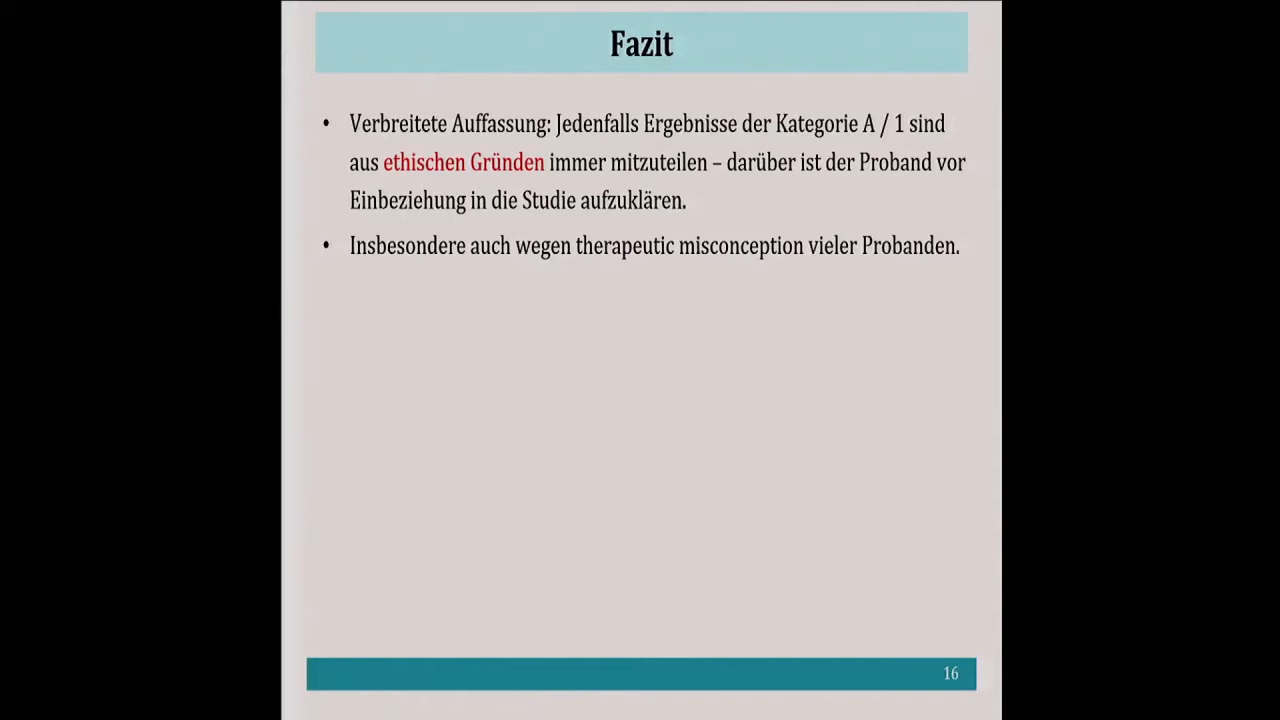 Fazit
• Verbreitete Auffassung: Jedenfalls Ergebnisse der Kategorie A / 1 sind
aus ethischen Gründen immer mitzuteilen – darüber ist der Proband vor
Einbeziehung in die Studie aufzuklären.
• Insbesondere auch wegen therapeutic misconception vieler Probanden.
16